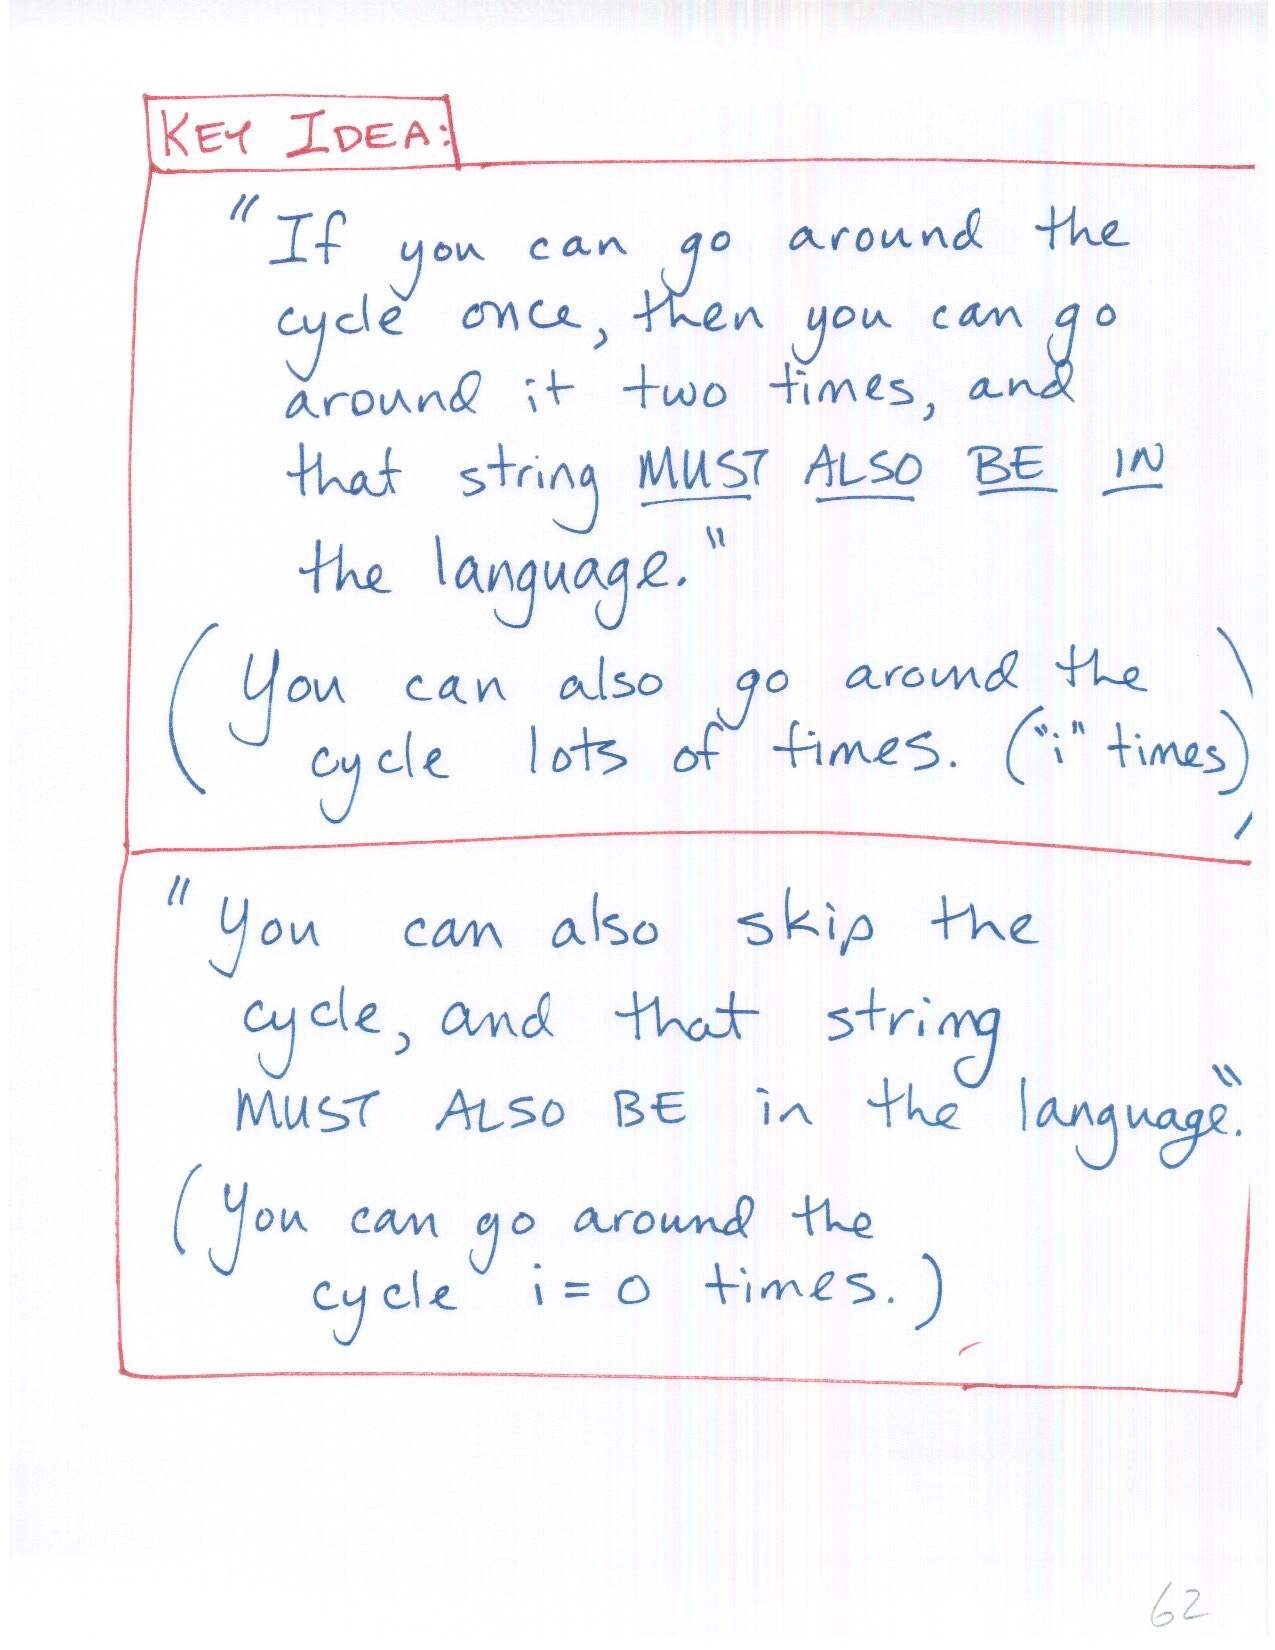 KEY IDEA:
"If you can go around the
cycle once, then you can go
around it two times, and
that string MUST ALSO BE IN
the language."
(You can also go around the
cycle lots of times. ("i" times))
"You can also skip the
cycle, and that string
MUST ALSO BE in the language."
(You can go around the
cycle i = 0 times.)
62